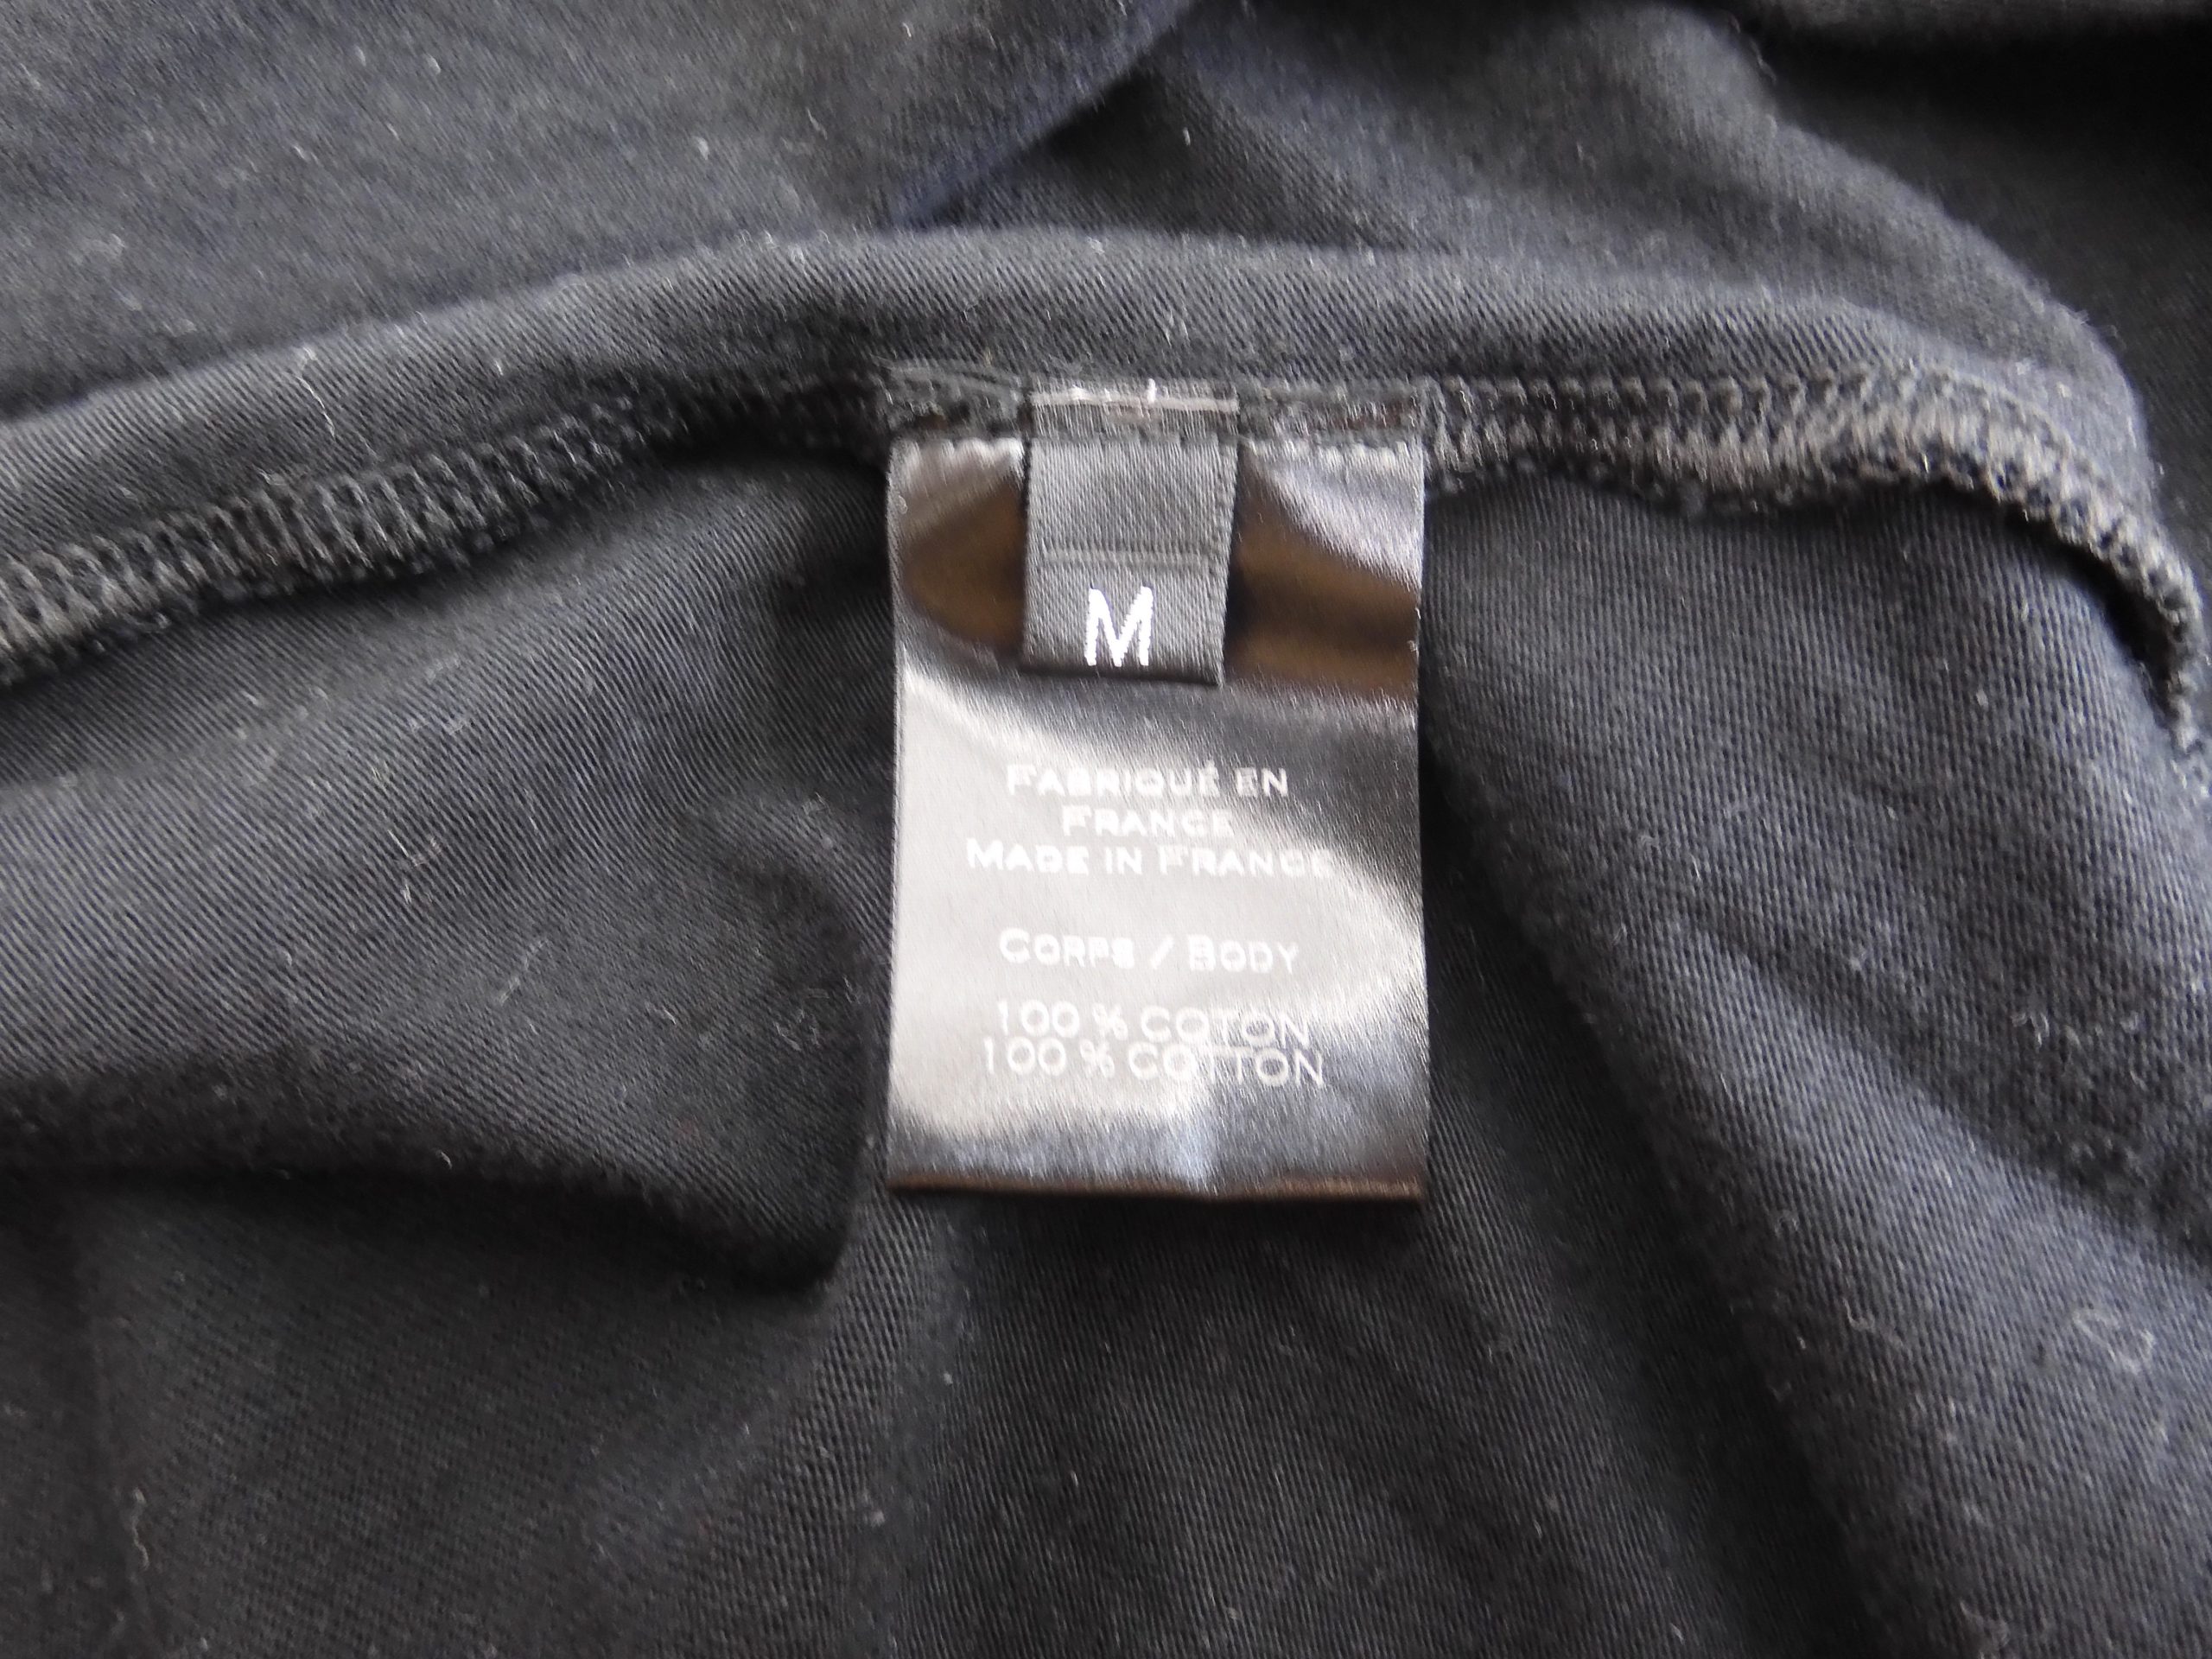 M
FABRIQUÉ EN
FRANCE
MADE IN FRANCE
CORPS / BODY
100 % COTON
100 % COTTON